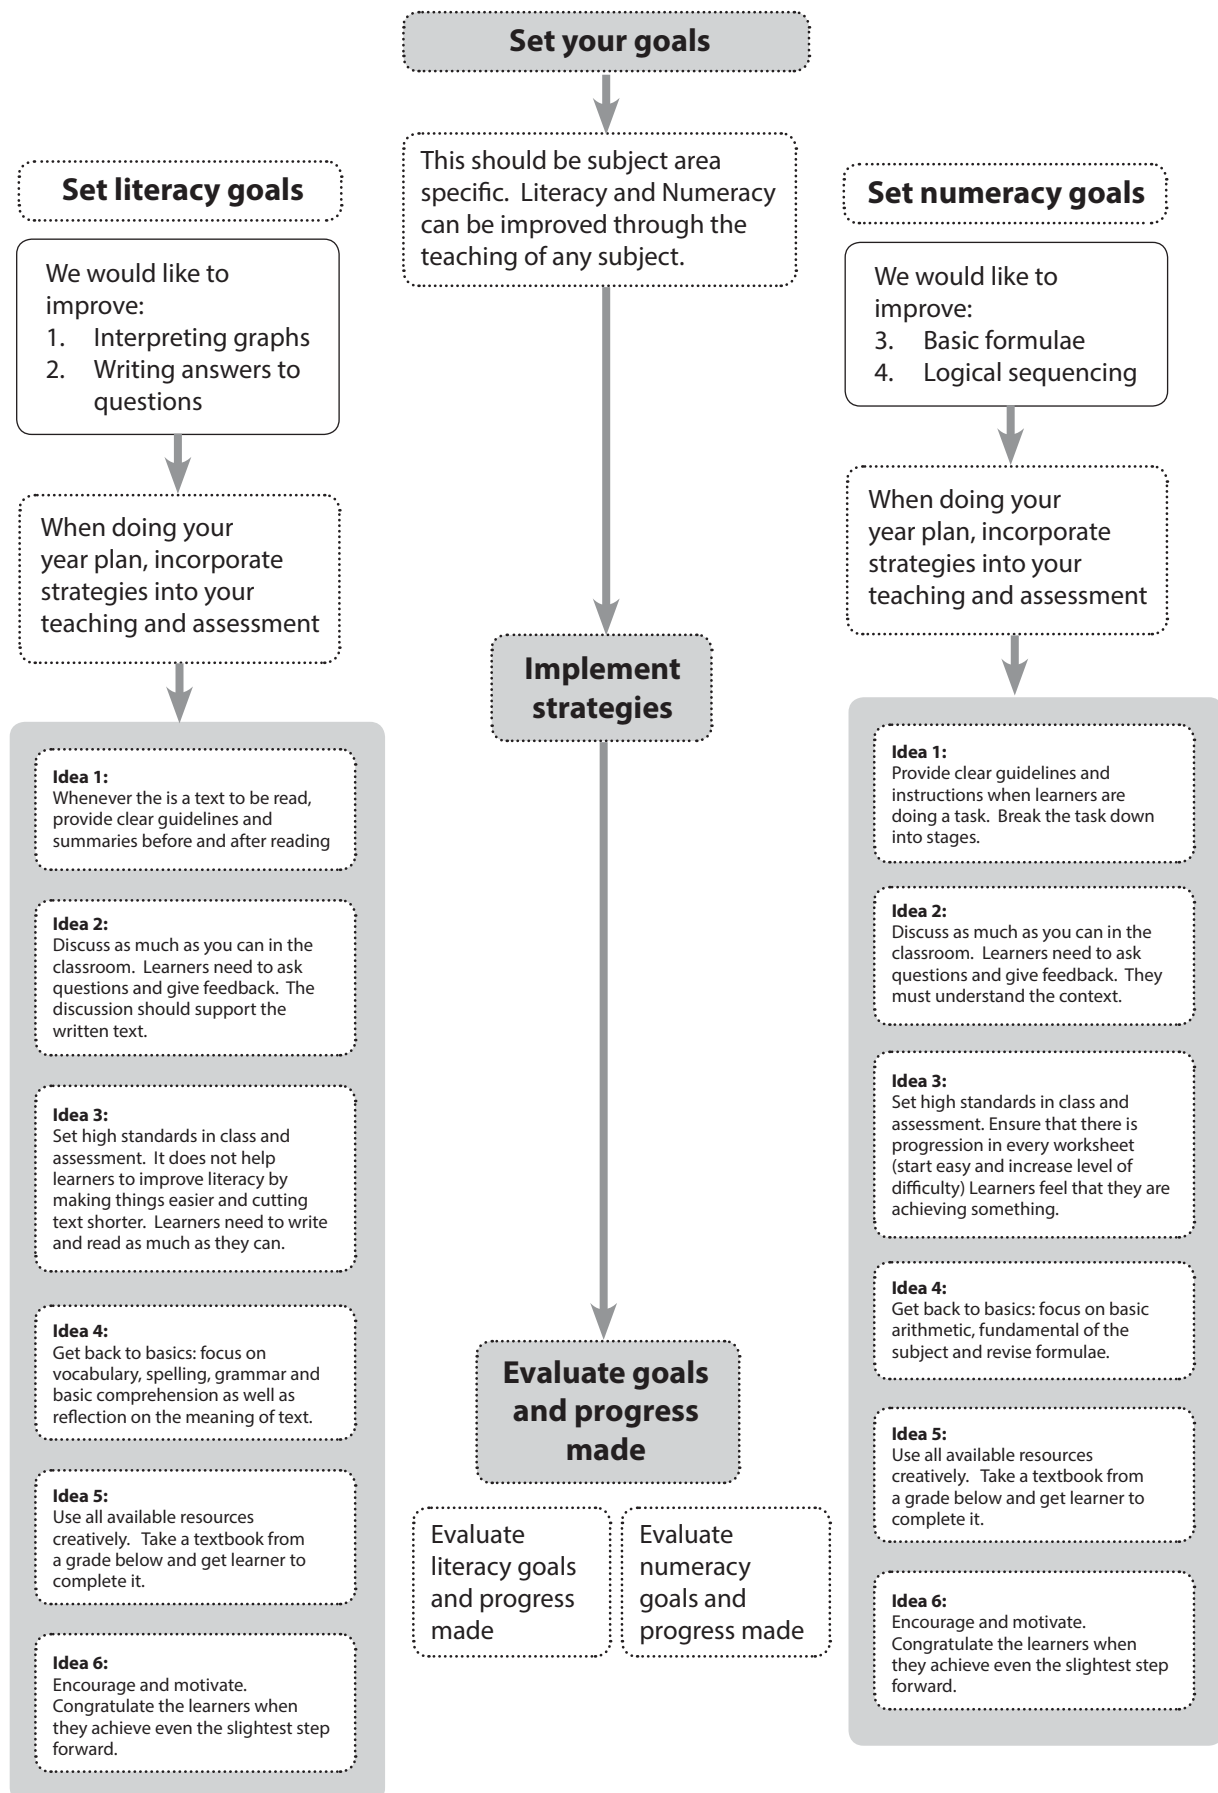 Set your goals
This should be subject area
specific. Literacy and Numeracy
can be improved through the
teaching of any subject.
Set literacy goals
We would like to
improve:
1. Interpreting graphs
2. Writing answers to
questions
When doing your
year plan, incorporate
strategies into your
teaching and assessment
Idea 1:
Whenever the is a text to be read,
provide clear guidelines and
summaries before and after reading
Idea 2:
Discuss as much as you can in the
classroom. Learners need to ask
questions and give feedback. The
discussion should support the
written text.
Idea 3:
Set high standards in class and
assessment. It does not help
learners to improve literacy by
making things easier and cutting
text shorter. Learners need to write
and read as much as they can.
Idea 4:
Get back to basics: focus on
vocabulary, spelling, grammar and
basic comprehension as well as
reflection on the meaning of text.
Idea 5:
Use all available resources
creatively. Take a textbook from
a grade below and get learner to
complete it.
Idea 6:
Encourage and motivate.
Congratulate the learners when
they achieve even the slightest step
forward.
Implement
strategies
Evaluate goals
and progress
made
Evaluate
literacy goals
and progress
made
Evaluate
numeracy
goals and
progress made
Set numeracy goals
We would like to
improve:
3. Basic formulae
4. Logical sequencing
When doing your
year plan, incorporate
strategies into your
teaching and assessment
Idea 1:
Provide clear guidelines and
instructions when learners are
doing a task. Break the task down
into stages.
Idea 2:
Discuss as much as you can in the
classroom. Learners need to ask
questions and give feedback. They
must understand the context.
Idea 3:
Set high standards in class and
assessment. Ensure that there is
progression in every worksheet
(start easy and increase level of
difficulty) Learners feel that they are
achieving something.
Idea 4:
Get back to basics: focus on basic
arithmetic, fundamental of the
subject and revise formulae.
Idea 5:
Use all available resources
creatively. Take a textbook from
a grade below and get learner to
complete it.
Idea 6:
Encourage and motivate.
Congratulate the learners when
they achieve even the slightest step
forward.